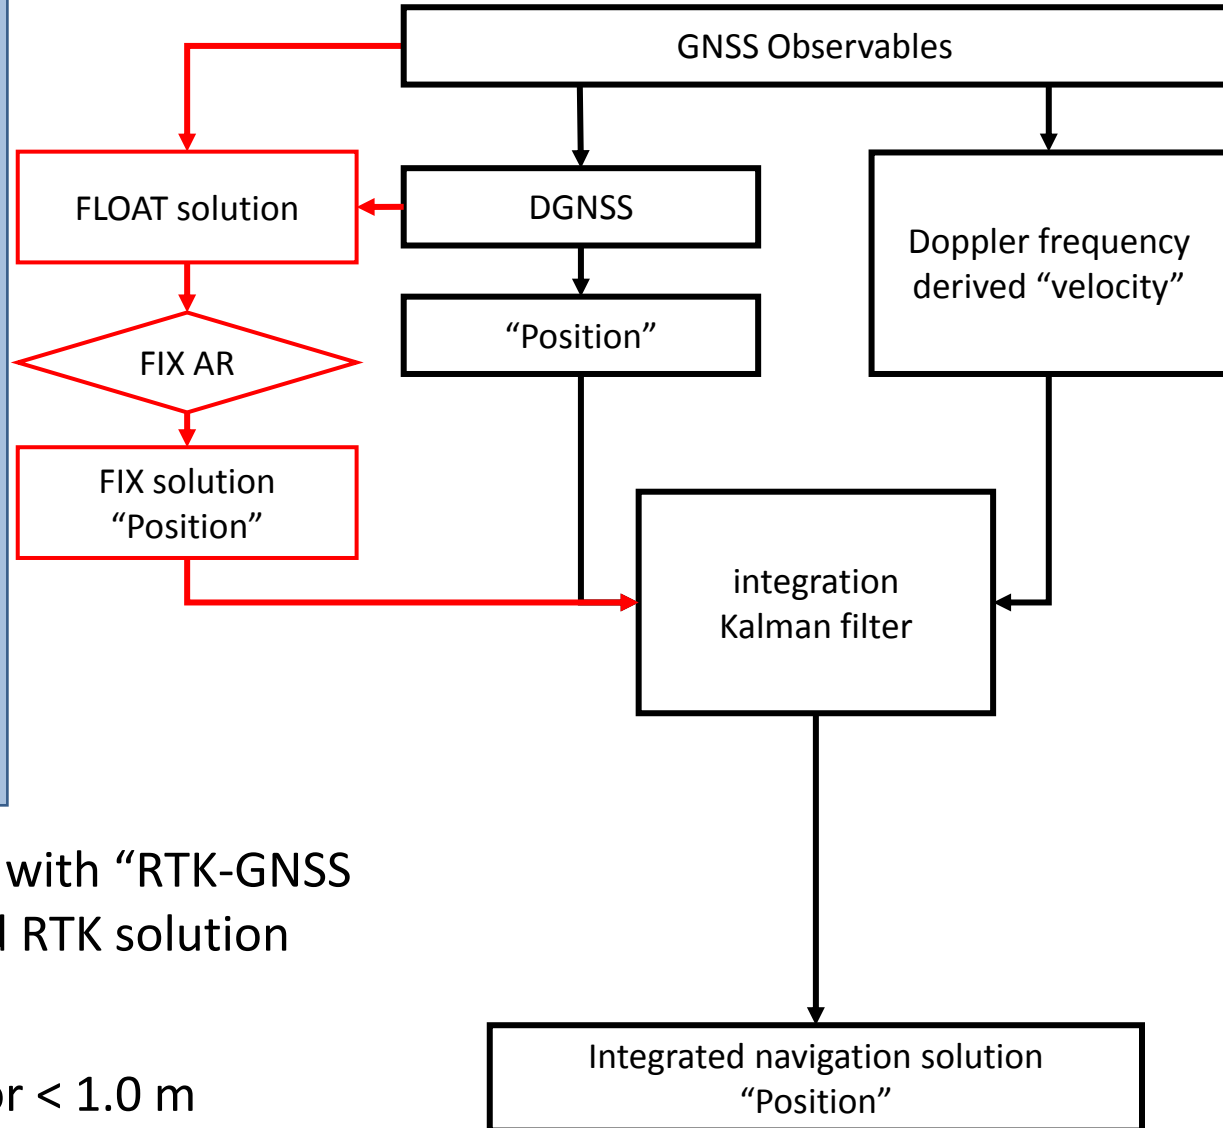 GNSS Observables
FLOAT solution
DGNSS
Doppler frequency
derived “velocity”
“Position”
FIX AR
FIX solution
“Position”
integration
Kalman filter
with “RTK-GNSS
RTK solution
< 1.0 m
Integrated navigation solution
“Position”